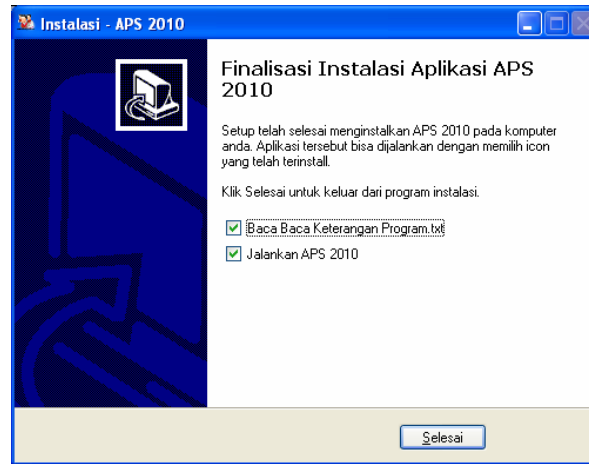 Instalasi - APS 2010
Finalisasi Instalasi Aplikasi APS
2010
Setup telah selesai menginstalkan APS 2010 pada komputer
anda. Aplikasi tersebut bisa dijalankan dengan memilih icon
yang telah terinstall.
Klik Selesai untuk keluar dari program instalasi.
Baca Baca Keterangan Program.txt
Jalankan APS 2010
Selesai